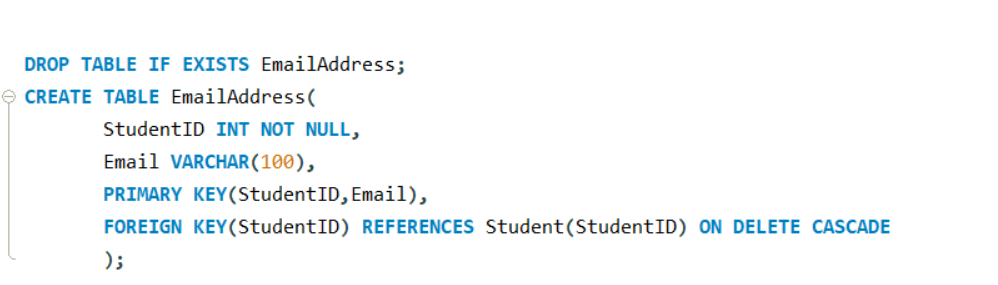 DROP TABLE IF EXISTS EmailAddress;
CREATE TABLE EmailAddress(
StudentID INT NOT NULL,
Email VARCHAR(100),
PRIMARY KEY(StudentID,Email),
FOREIGN KEY(StudentID) REFERENCES Student(StudentID) ON DELETE CASCADE
);